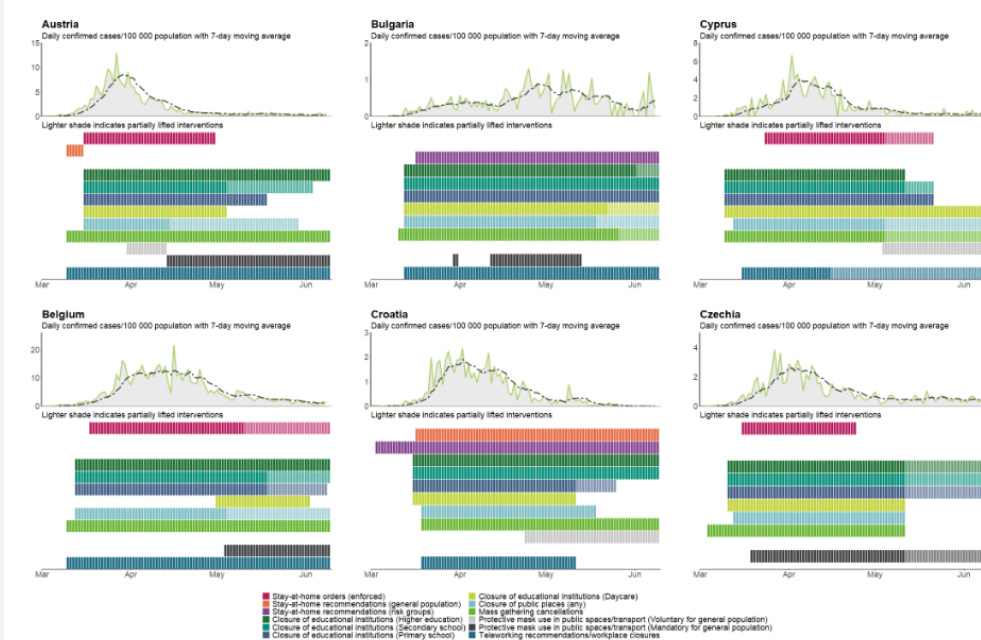 Austria
Daily confirmed cases/100 000 population with 7-day moving average
15
10
5
0
Lighter shade indicates partially lifted interventions
Mar Apr May Jun
Bulgaria
Daily confirmed cases/100 000 population with 7-day moving average
2
1
0
Lighter shade indicates partially lifted interventions
Mar Apr May Jun
Cyprus
Daily confirmed cases/100 000 population with 7-day moving average
8
6
4
2
0
Lighter shade indicates partially lifted interventions
Mar Apr May Jun
Belgium
Daily confirmed cases/100 000 population with 7-day moving average
20
10
0
Lighter shade indicates partially lifted interventions
Mar Apr May Jun
Croatia
Daily confirmed cases/100 000 population with 7-day moving average
3
2
1
0
Lighter shade indicates partially lifted interventions
Mar Apr May Jun
Czechia
Daily confirmed cases/100 000 population with 7-day moving average
4
2
0
Lighter shade indicates partially lifted interventions
Mar Apr May Jun
Stay-at-home orders (enforced)
Stay-at-home recommendations (general population)
Stay-at-home recommendations (risk groups)
Closure of educational institutions (Higher education)
Closure of educational institutions (Secondary school)
Closure of educational institutions (Primary school)
Closure of educational institutions (Daycare)
Closure of public places (any)
Mass gathering cancellations
Protective mask use in public spaces/transport (Voluntary for general population)
Protective mask use in public spaces/transport (Mandatory for general population)
Teleworking recommendations/workplace closures